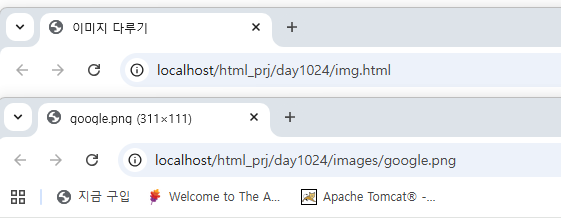 이미지 다루기
localhost/html_prj/day1024/img.html
google.png (311×111)
localhost/html_prj/day1024/images/google.png
지금 구입 Welcome to The A... Apache Tomcat® -...